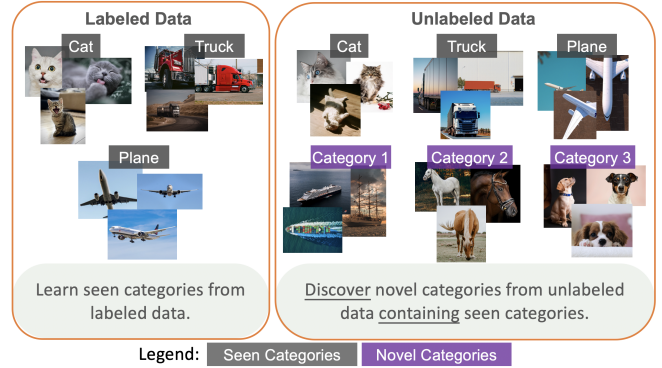 Labeled Data
Cat
Truck
Plane
Learn seen categories from
labeled data.
Unlabeled Data
Cat
Truck
Plane
Category 1
Category 2
Category 3
Discover novel categories from unlabeled
data containing seen categories.
Legend:
Seen Categories
Novel Categories